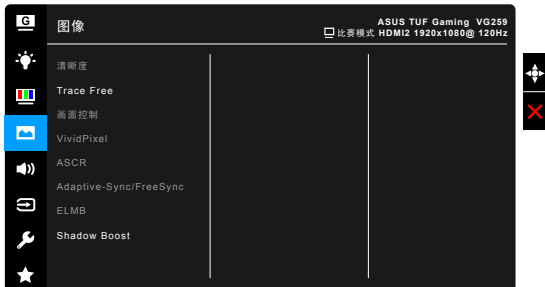 G
图像
ASUS TUF Gaming VG259
比赛模式 HDMI2 1920x1080@ 120Hz
清晰度
Trace Free
画面控制
VividPixel
ASCR
Adaptive-Sync/FreeSync
ELMB
Shadow Boost